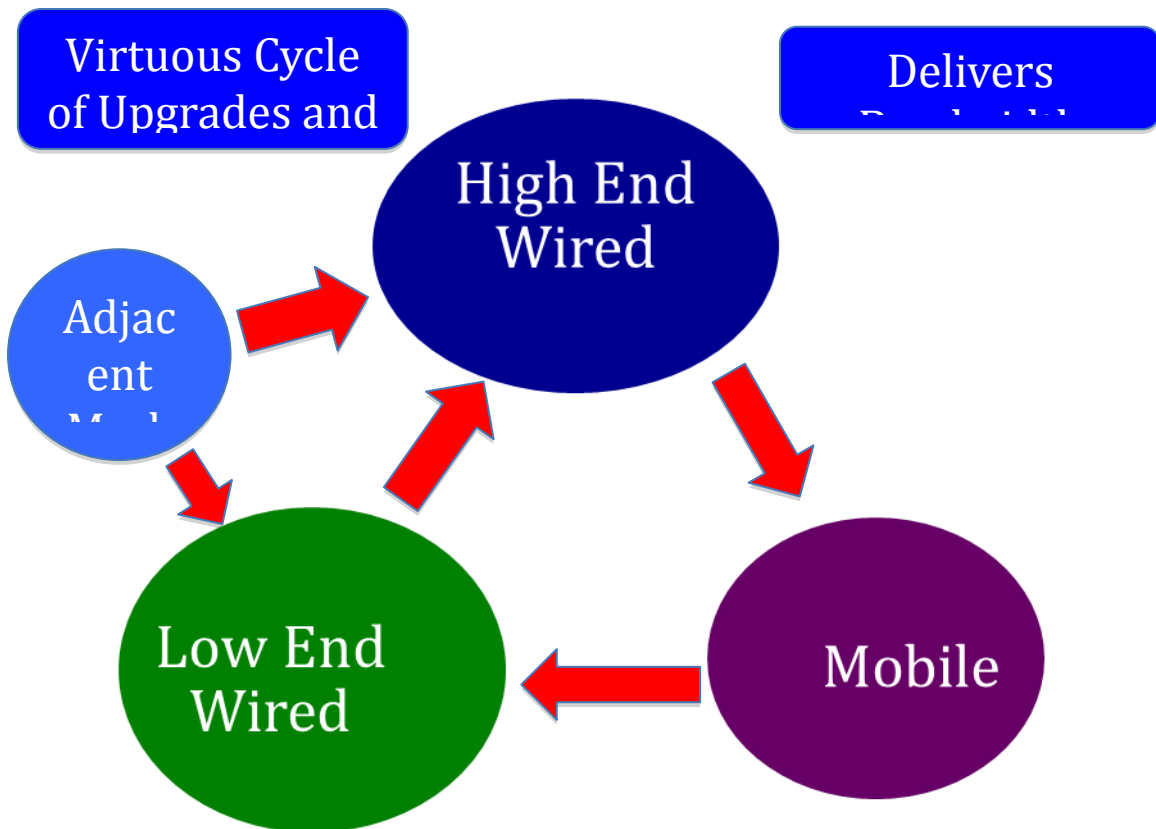 Virtuous Cycle
of Upgrades and
Delivers
High End
Wired
Adjac
ent
Low End
Wired
Mobile